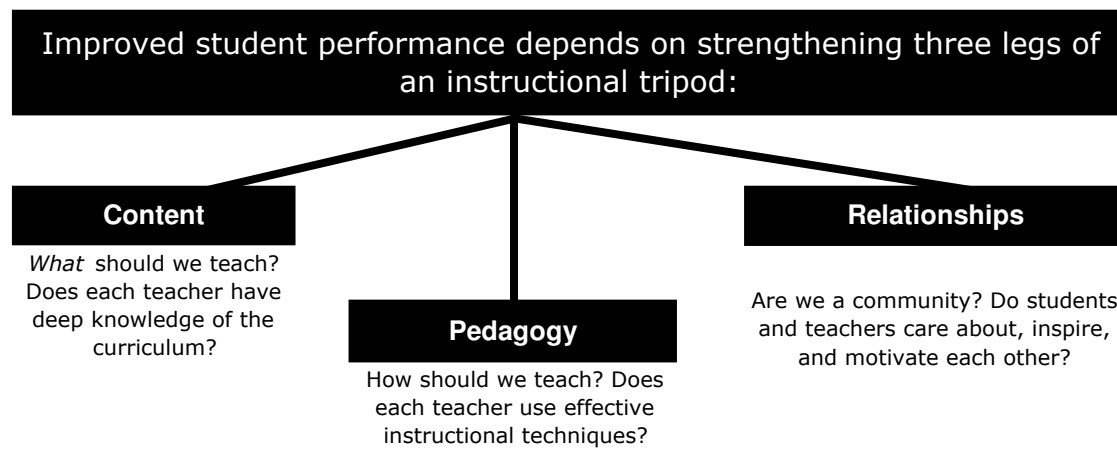 Improved student performance depends on strengthening three legs of
an instructional tripod:
Content
What should we teach?
Does each teacher have
deep knowledge of the
curriculum?
Pedagogy
How should we teach? Does
each teacher use effective
instructional techniques?
Relationships
Are we a community? Do students
and teachers care about, inspire,
and motivate each other?